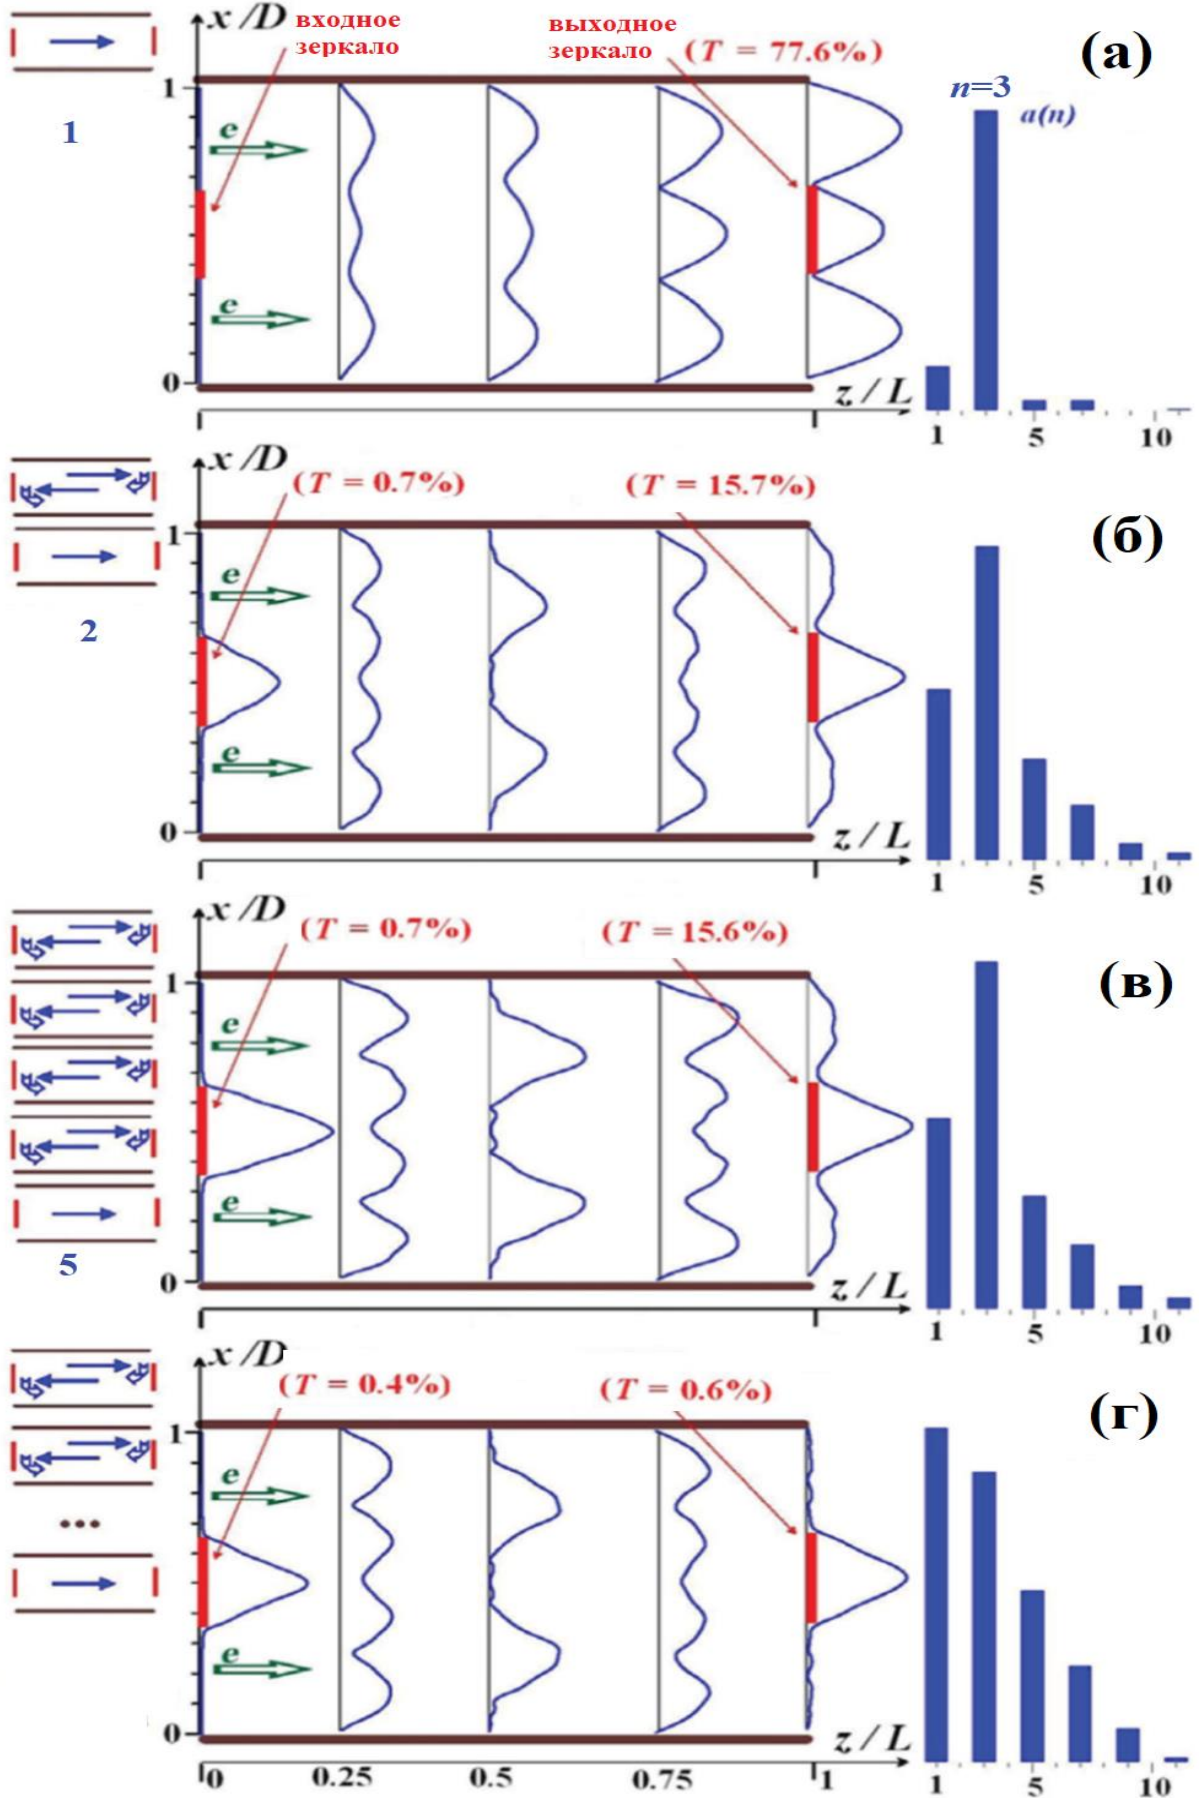 x /D
входное
зеркало
выходное
зеркало
(T = 77.6%)
(а)
1
1
e
e
0
n=3
a(n)
z / L
1
5
10
x /D
(T = 0.7%)
(T = 15.7%)
(б)
2
1
e
e
0
z / L
1
5
10
x /D
(T = 0.7%)
(T = 15.6%)
(в)
5
1
e
e
0
z / L
1
5
10
x /D
(T = 0.4%)
(T = 0.6%)
(г)
1
e
...
e
0
z / L
0
0.25
0.5
0.75
1
1
5
10